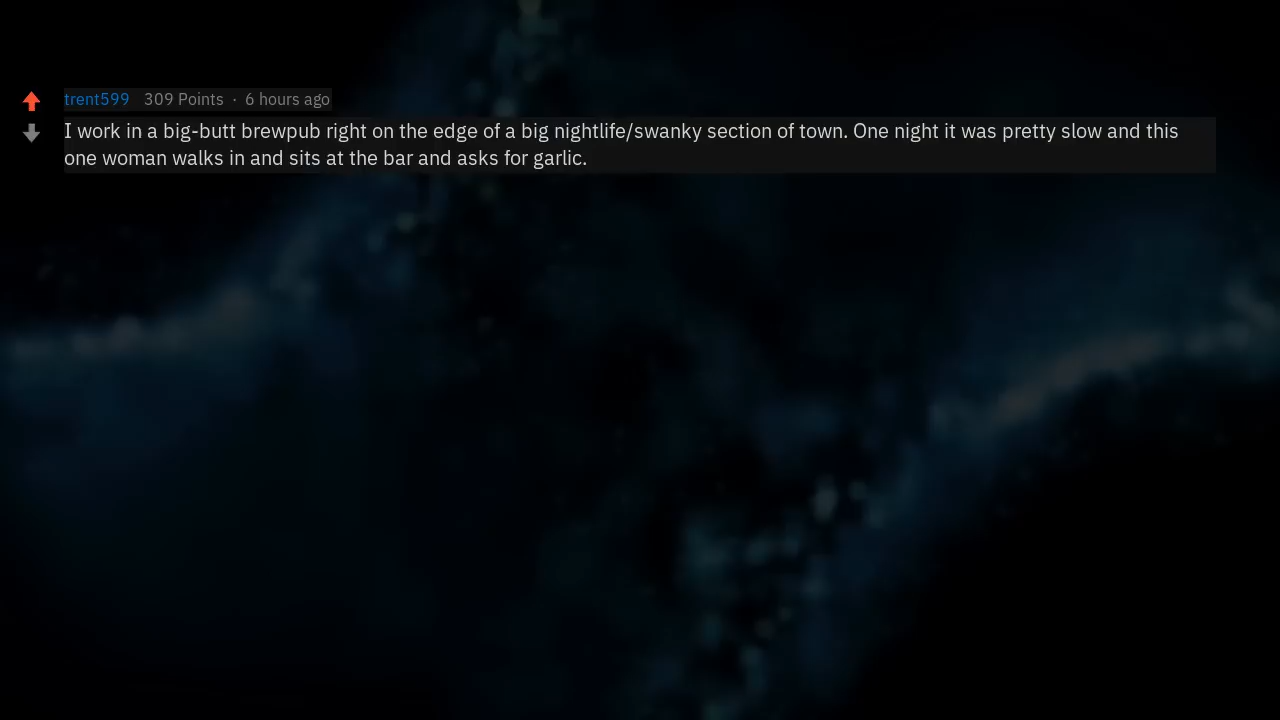 trent599 309 Points · 6 hours ago
I work in a big-butt brewpub right on the edge of a big nightlife/swanky section of town. One night it was pretty slow and this
one woman walks in and sits at the bar and asks for garlic.